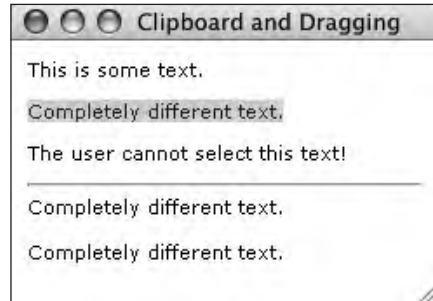 Clipboard and Dragging
This is some text.
Completely different text.
The user cannot select this text!
Completely different text.
Completely different text.